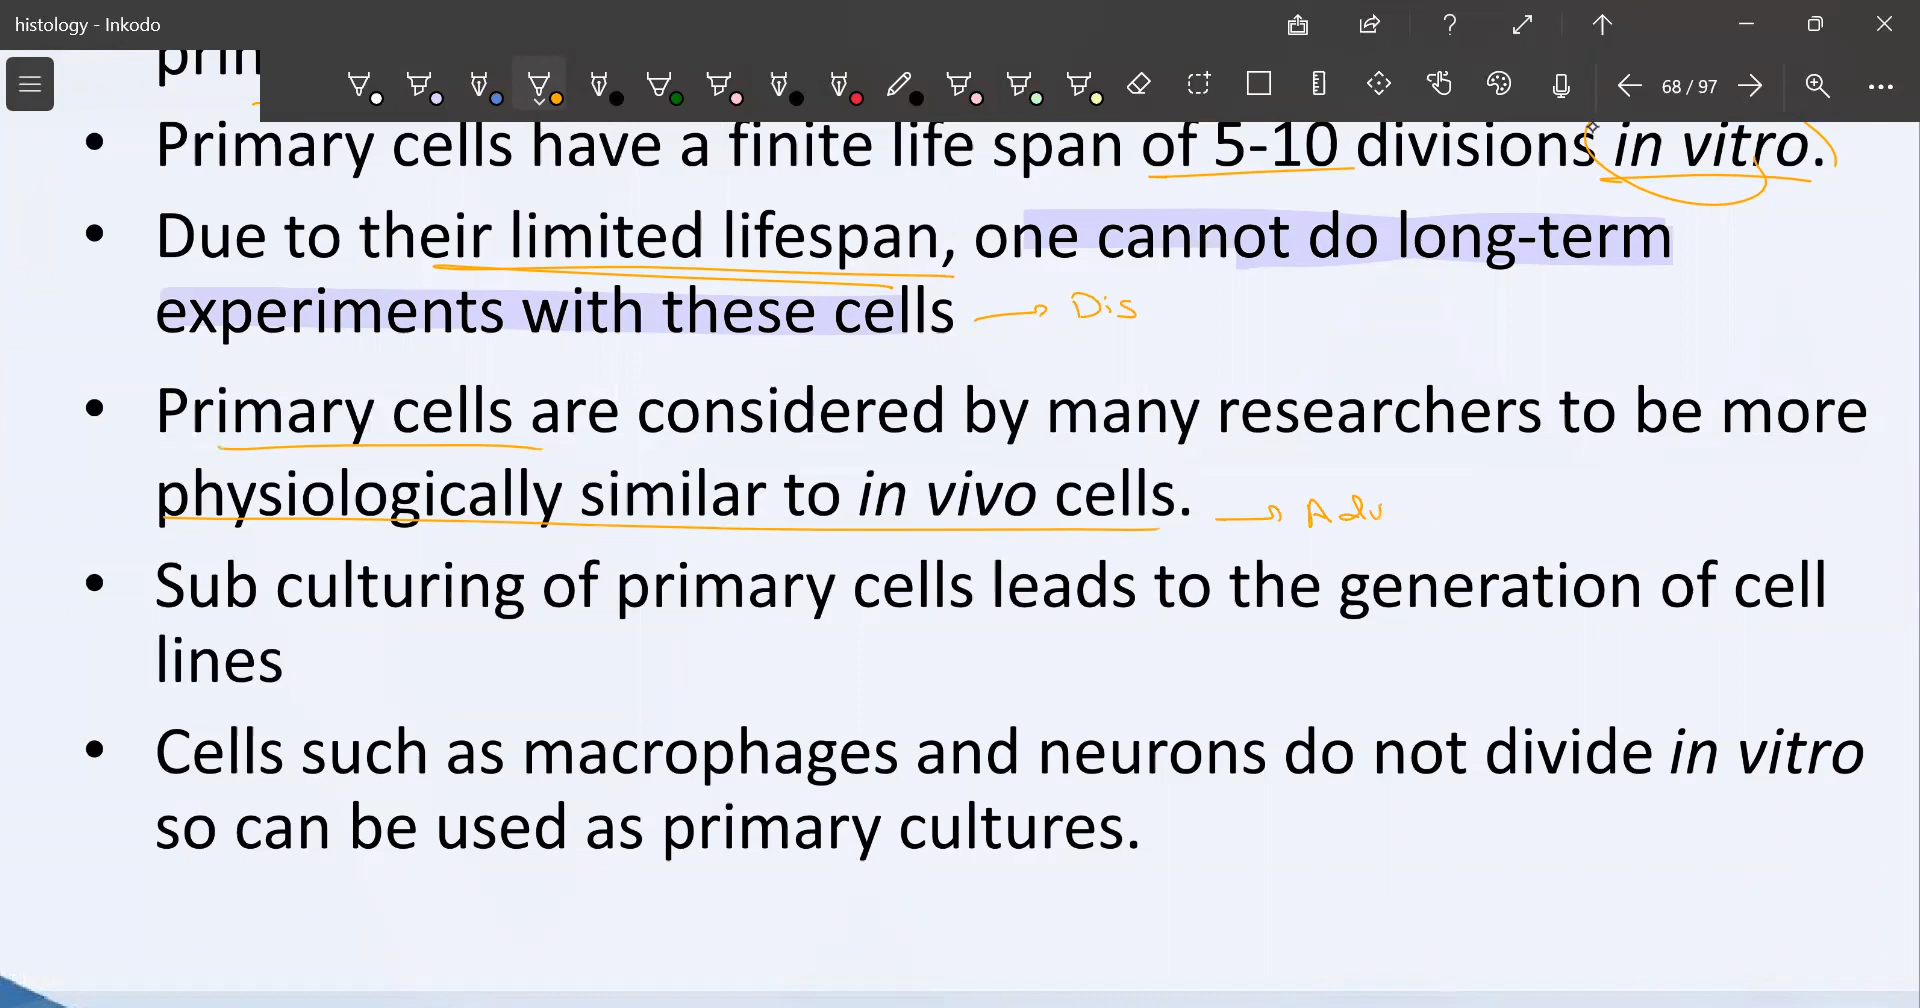 histology - Inkodo
68 / 97
• Primary cells have a finite life span of 5-10 divisions in vitro.
• Due to their limited lifespan, one cannot do long-term
experiments with these cells → Dis
• Primary cells are considered by many researchers to be more
physiologically similar to in vivo cells. → Adv
• Sub culturing of primary cells leads to the generation of cell
lines
• Cells such as macrophages and neurons do not divide in vitro
so can be used as primary cultures.